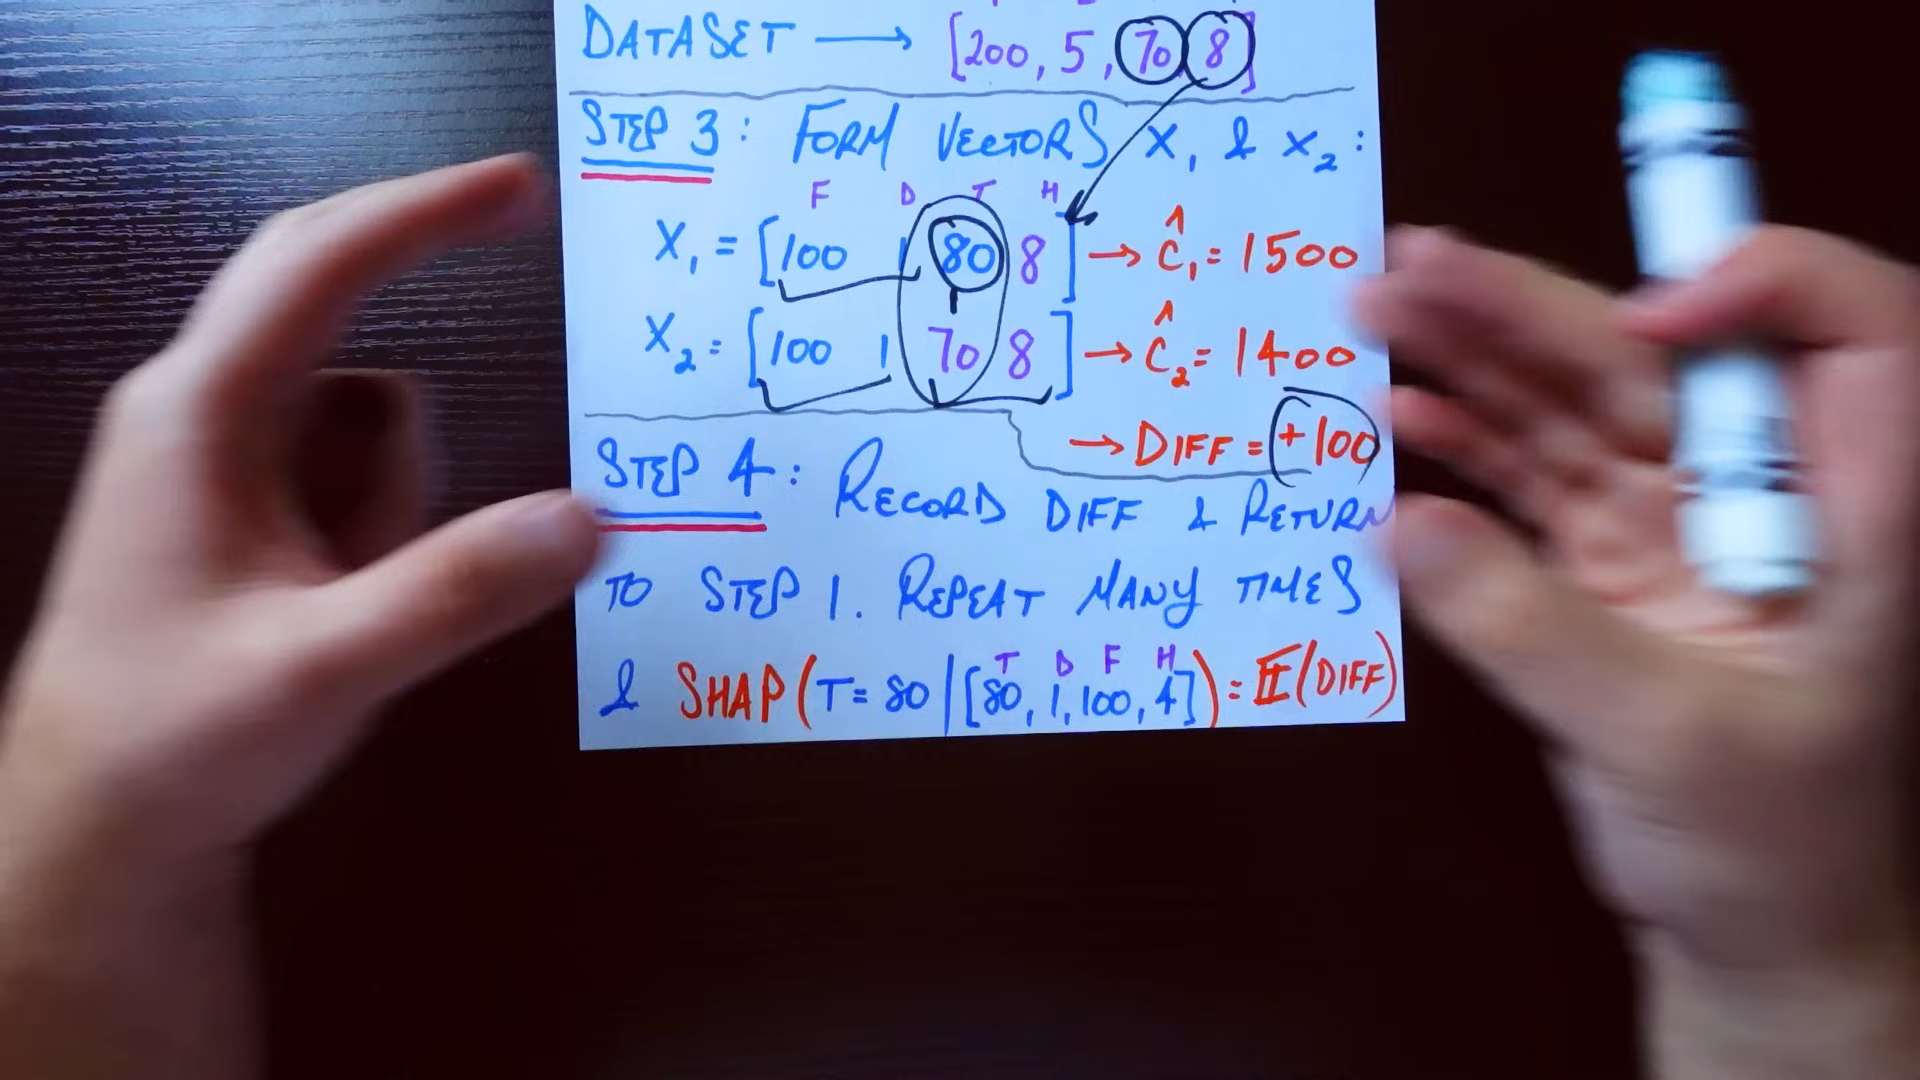 DATASET → [200, 5, 70, 8]
STEP 3: FORM VECTORS X₁ & X₂:
F D T H
X₁ = [100 1 80 8] → ĉ₁ = 1500
X₂ = [100 1 70 8] → ĉ₂ = 1400
→ DIFF = +100
STEP 4: RECORD DIFF & RETURN
TO STEP 1. REPEAT MANY TIMES
T D F H
& SHAP(T=80|[80,1,100,4]) = E(DIFF)